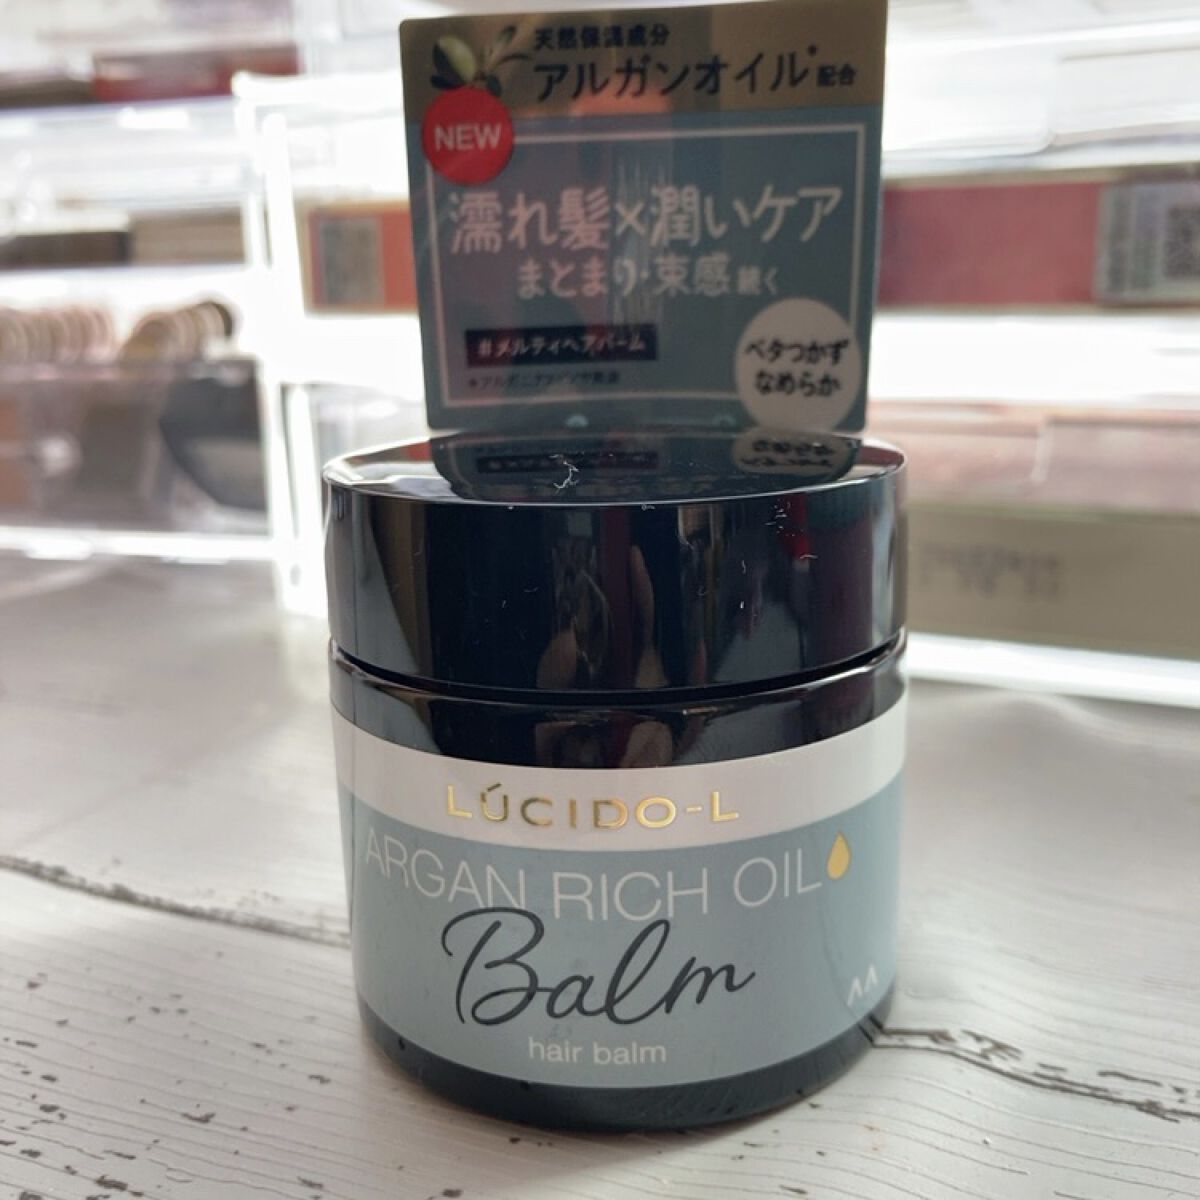 天然保湿成分
アルガンオイル*配合
NEW
濡れ髪×潤いケア
まとまり・束感続く
#メルティヘアバーム
ベタつかず
なめらか
LÚCIDO-L
ARGAN RICH OIL
Balm
hair balm